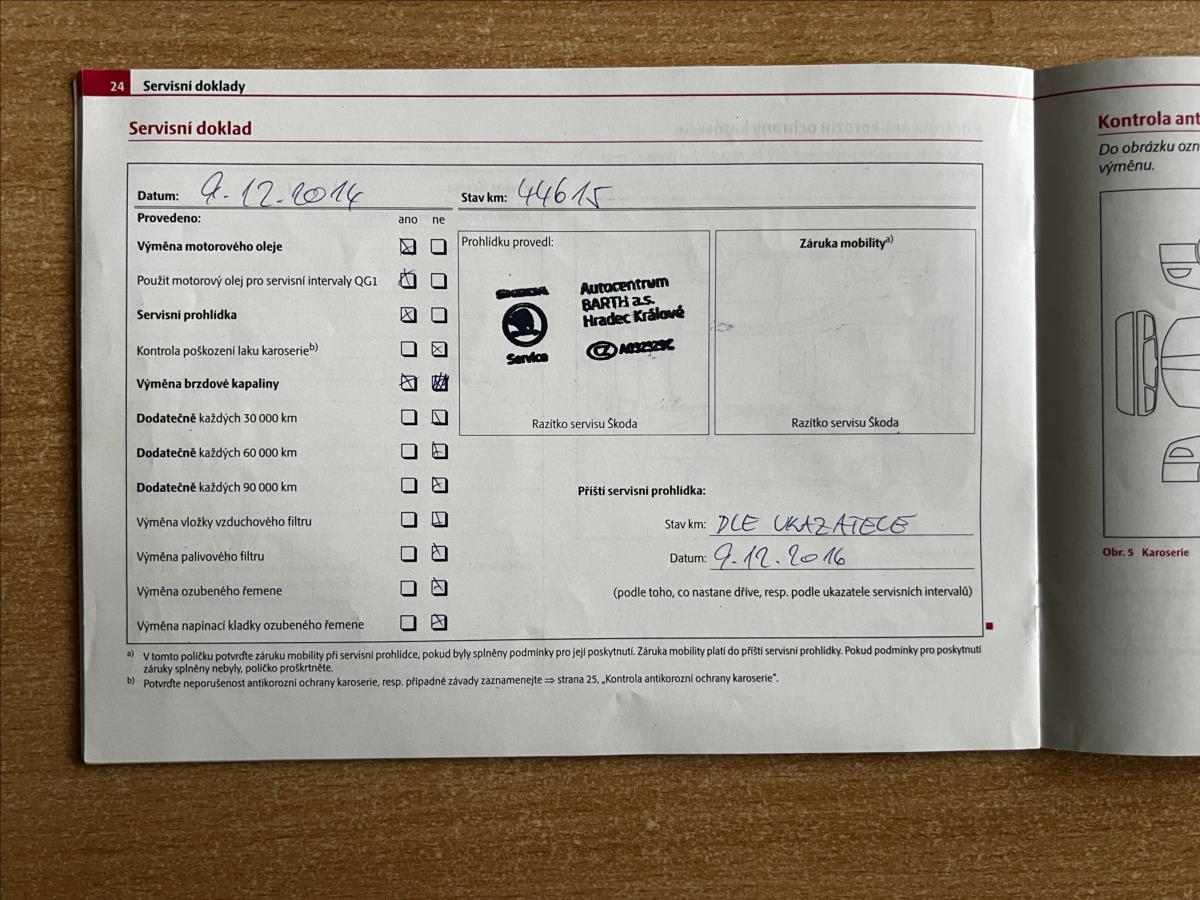 24 Servisní doklady
Servisní doklad
Datum: 9.12.2014 Stav km: 44615
Provedeno: ano ne
Výměna motorového oleje
Použit motorový olej pro servisní intervaly QG1
Servisní prohlídka
Kontrola poškození laku karoserie b)
Výměna brzdové kapaliny
Dodatečně každých 30 000 km
Dodatečně každých 60 000 km
Dodatečně každých 90 000 km
Výměna vložky vzduchového filtru
Výměna palivového filtru
Výměna ozubeného řemene
Výměna napínací kladky ozubeného řemene
Prohlídku provedl:
ŠKODA
Service
Autocentrum
BARTH a.s.
Hradec Králové
CZ
Razítko servisu Škoda
Záruka mobility a)
Razítko servisu Škoda
Příští servisní prohlídka:
Stav km: DLE UKAZATELE
Datum: 9.12.2016
(podle toho, co nastane dříve, resp. podle ukazatele servisních intervalů)
a) V tomto políčku potvrďte záruku mobility při servisní prohlídce, pokud byly splněny podmínky pro její poskytnutí. Záruka mobility platí do příští servisní prohlídky. Pokud podmínky pro poskytnutí
záruky splněny nebyly, políčko proškrtněte.
b) Potvrďte neporušenost antikorozní ochrany karoserie, resp. případné závady zaznamenejte ⇒ strana 25, „Kontrola antikorozní ochrany karoserie“.
Kontrola ant
Do obrázku ozn
výměnu.
Obr. 5 Karoserie